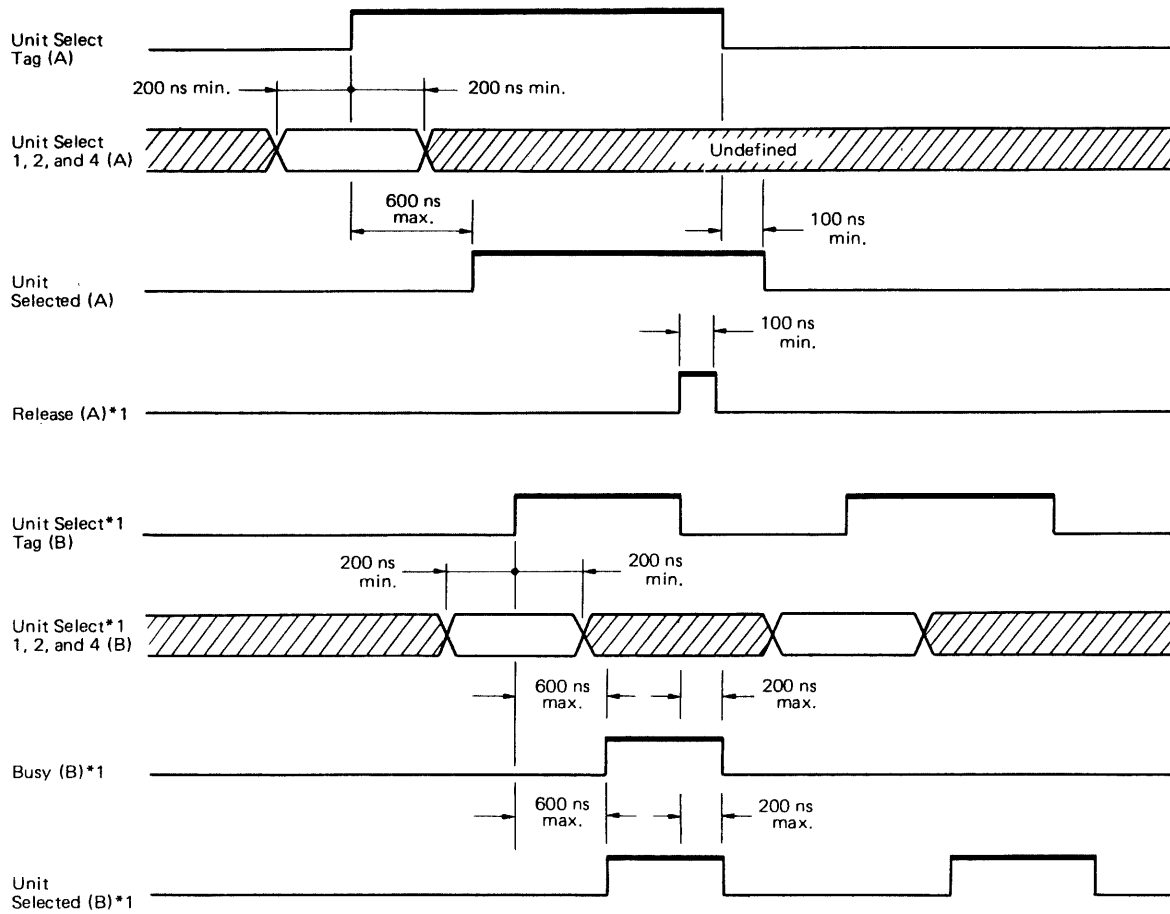 Unit Select
Tag (A)
200 ns min.
200 ns min.
Unit Select
1, 2, and 4 (A)
Undefined
600 ns
max.
100 ns
min.
Unit
Selected (A)
100 ns
min.
Release (A)*1
Unit Select*1
Tag (B)
200 ns
min.
200 ns
min.
Unit Select*1
1, 2, and 4 (B)
600 ns
max.
200 ns
max.
Busy (B)*1
600 ns
max.
200 ns
max.
Unit
Selected (B)*1